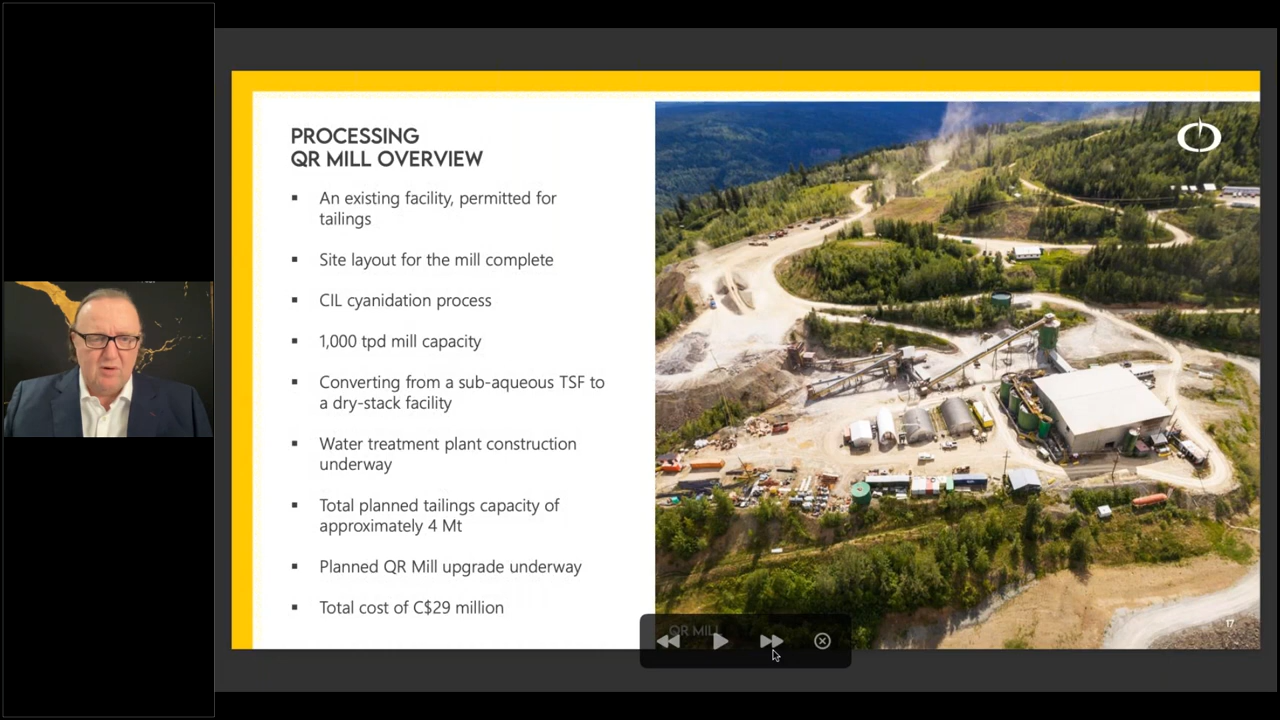 PROCESSING
QR MILL OVERVIEW
▪ An existing facility, permitted for
tailings
▪ Site layout for the mill complete
▪ CIL cyanidation process
▪ 1,000 tpd mill capacity
▪ Converting from a sub-aqueous TSF to
a dry-stack facility
▪ Water treatment plant construction
underway
▪ Total planned tailings capacity of
approximately 4 Mt
▪ Planned QR Mill upgrade underway
▪ Total cost of C$29 million
17
QR MILL